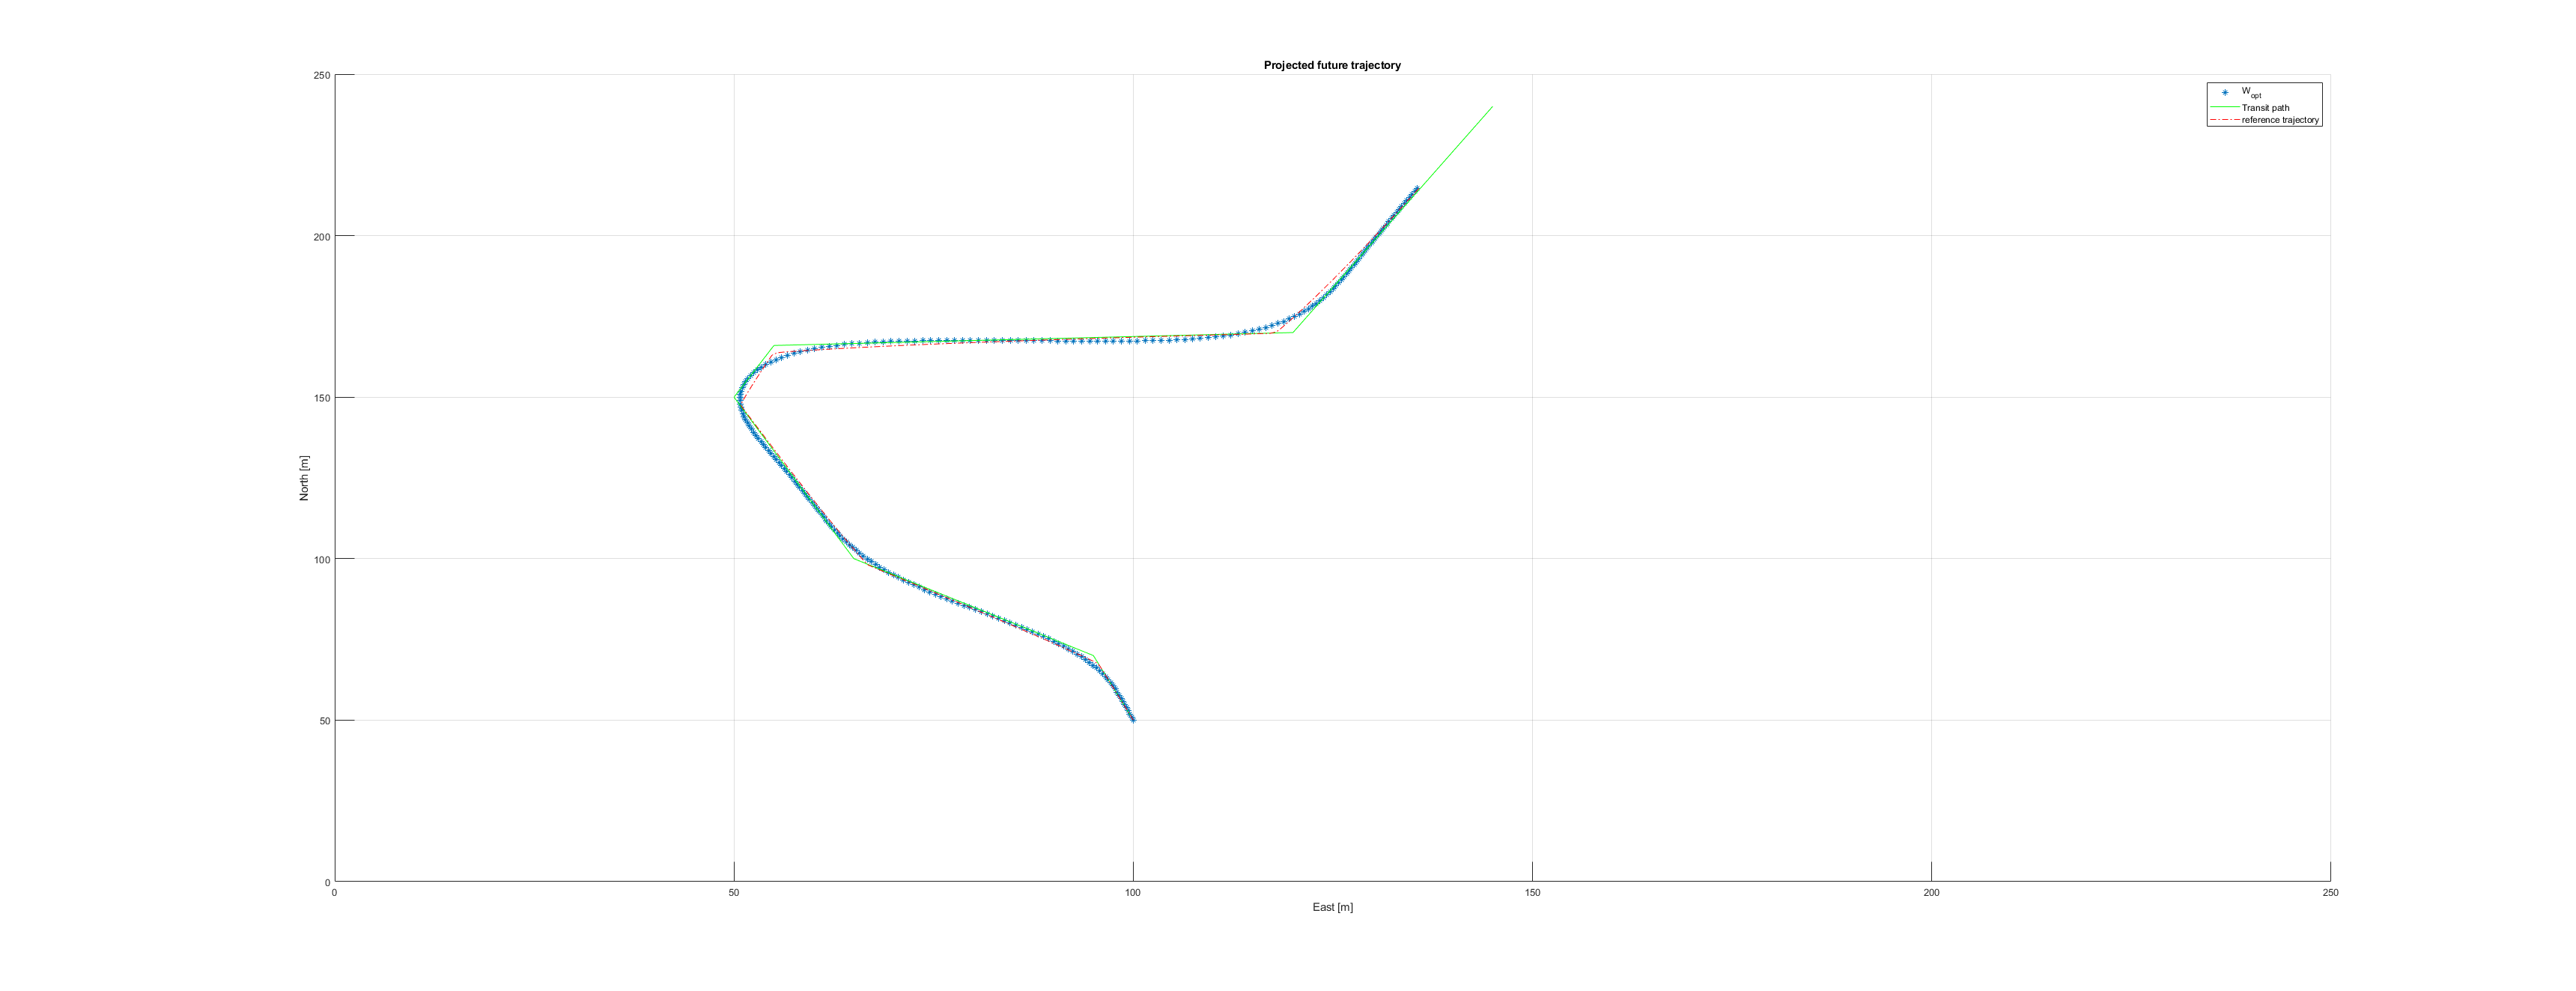 Projected future trajectory
250
200
150
100
50
0
North [m]
0 50 100 150 200 250
East [m]
W_opt
Transit path
reference trajectory